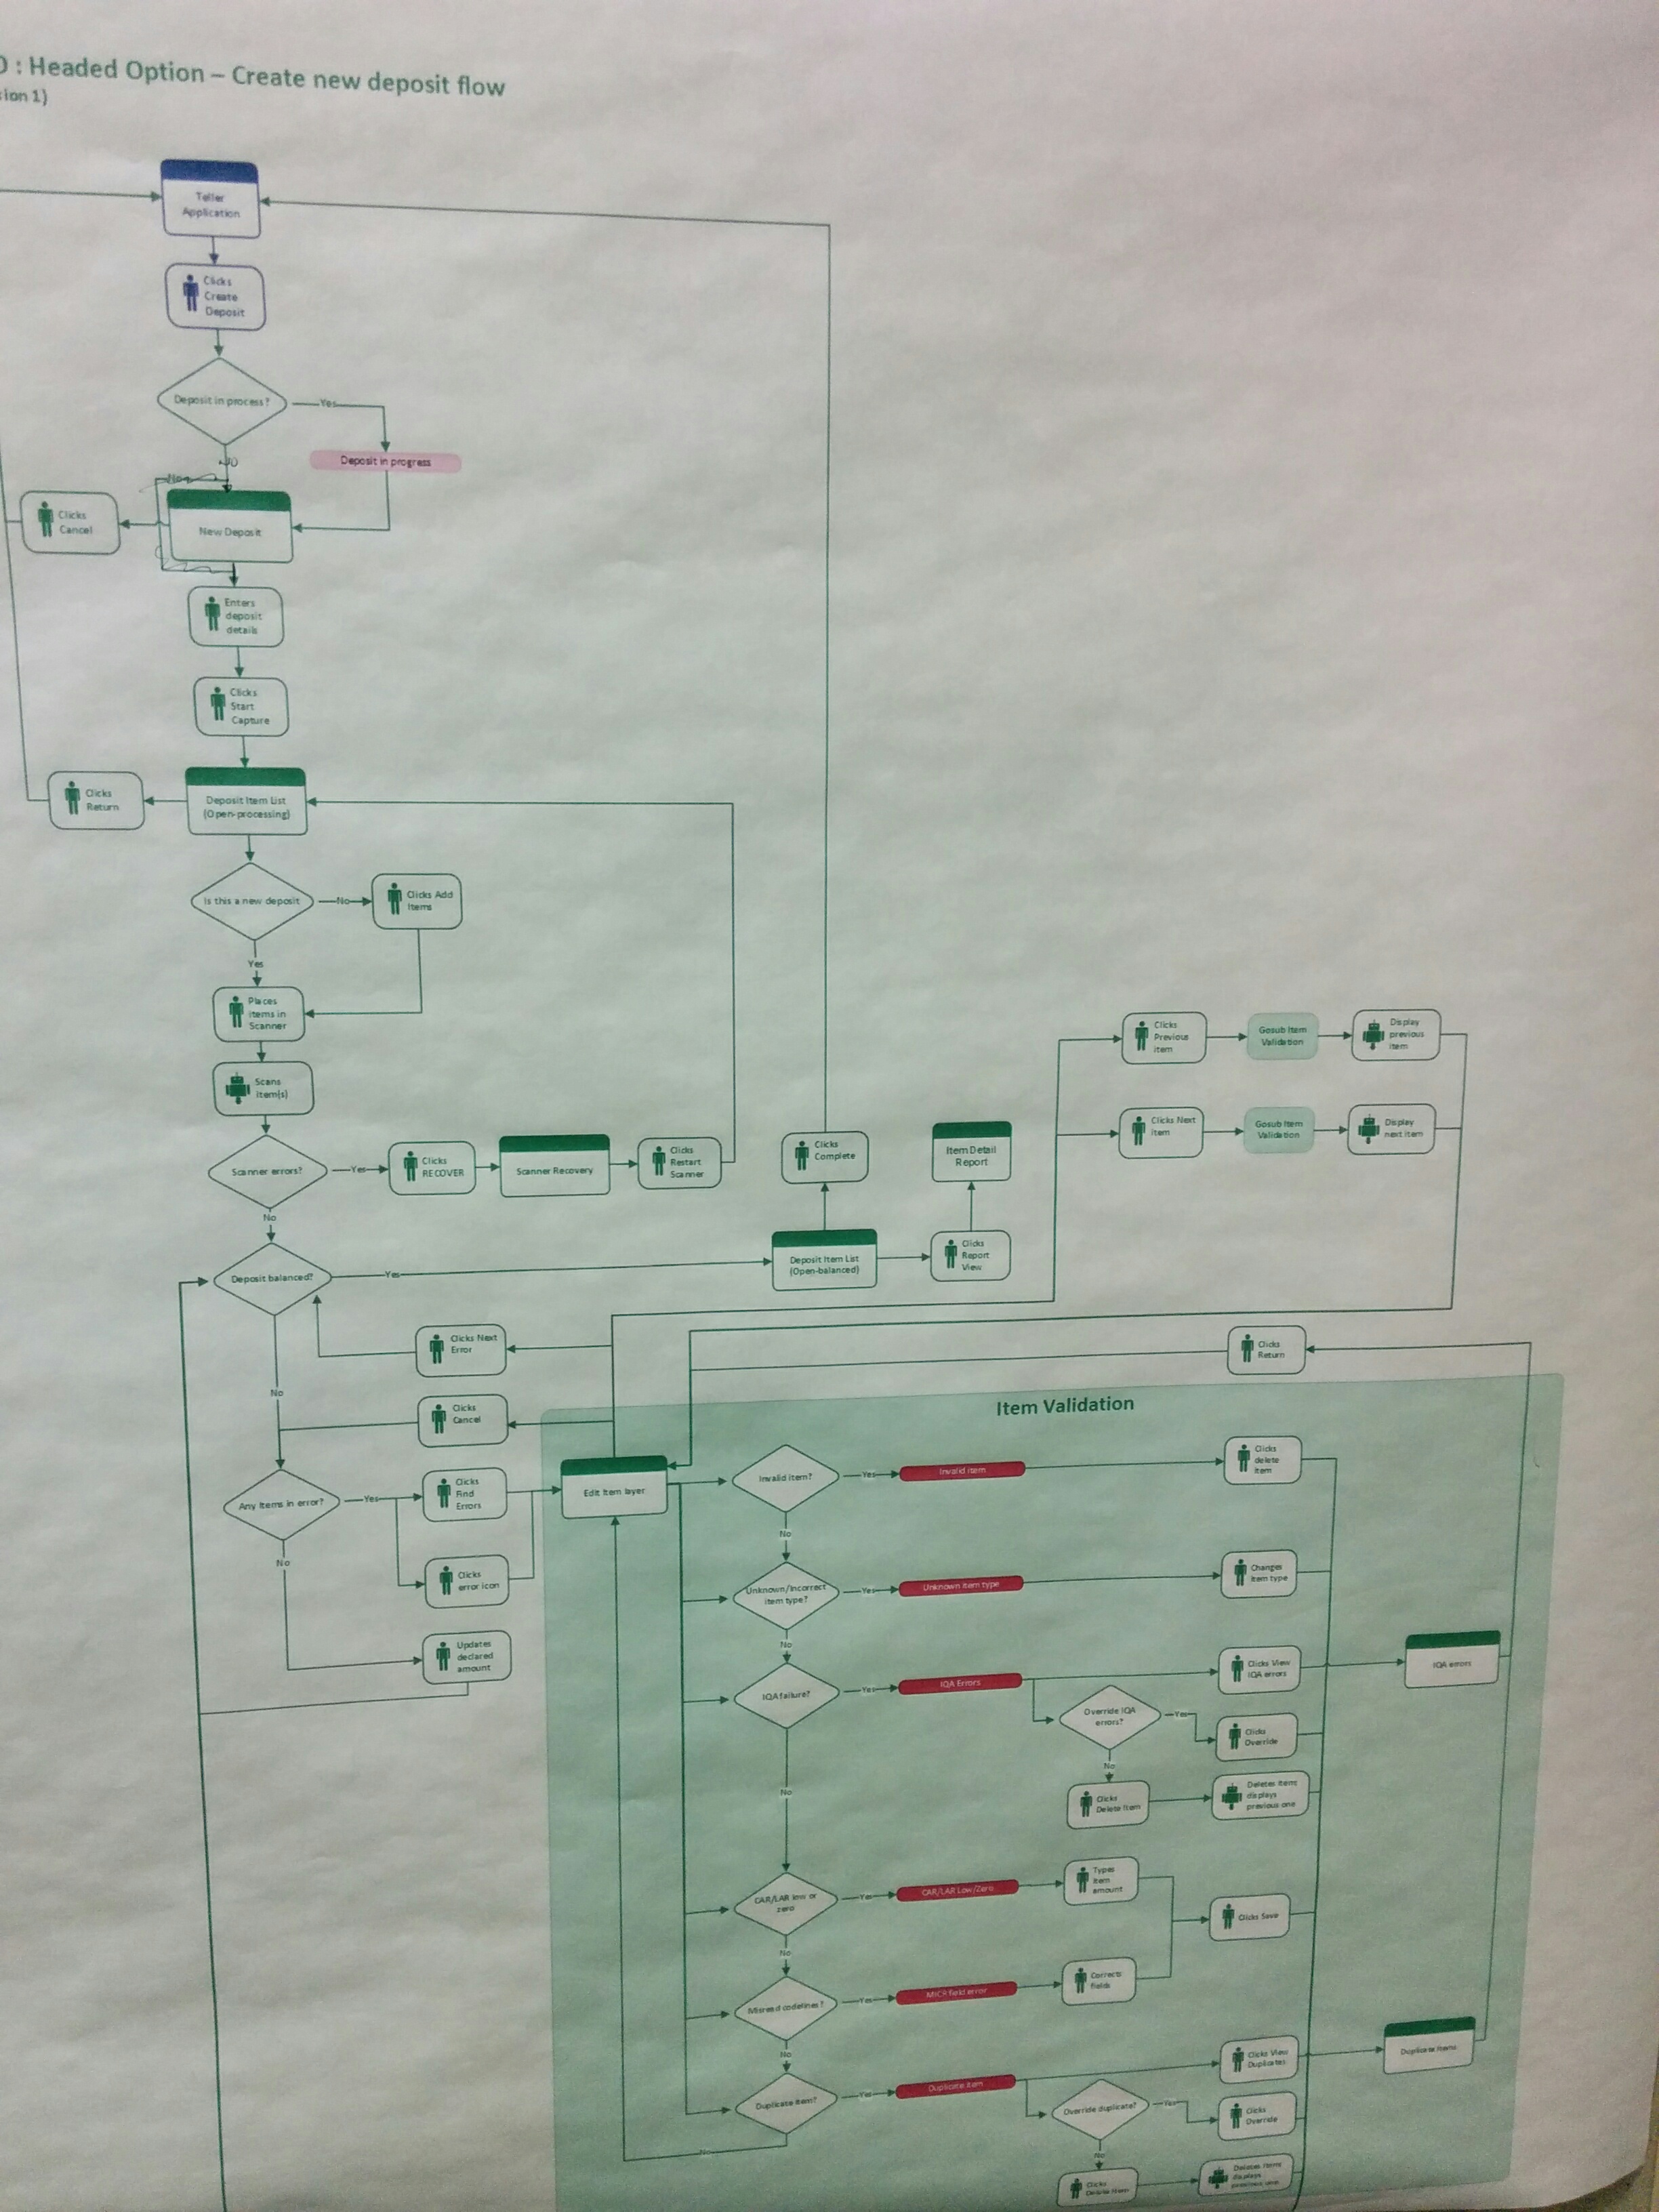 : Headed Option – Create new deposit flow
sion 1)
Teller
Application
Clicks
Create
Deposit
Deposit in process?
Yes
Deposit in progress
NO
No
Clicks
Cancel
New Deposit
Enters
deposit
details
Clicks
Start
Capture
Clicks
Return
Deposit Item List
(Open-processing)
Is this a new deposit
No
Clicks Add
Items
Yes
Places
items in
Scanner
Scans
item(s)
Scanner errors?
Yes
Clicks
RECOVER
Scanner Recovery
Clicks
Restart
Scanner
No
Clicks
Complete
Item Detail
Report
Clicks
Previous
item
Gosub Item
Validation
Display
previous
item
Clicks Next
item
Gosub Item
Validation
Display
next item
Deposit balanced?
Yes
Deposit Item List
(Open-balanced)
Clicks
Report
View
No
Clicks Next
Error
Clicks
Return
Clicks
Cancel
Any items in error?
Yes
Clicks
Find
Errors
Clicks
error icon
No
Updates
declared
amount
Item Validation
Edit Item layer
Invalid item?
Yes
Invalid item
Clicks
delete
item
No
Unknown/Incorrect
item type?
Yes
Unknown item type
Changes
item type
No
IQA failure?
Yes
IQA Errors
Clicks View
IQA errors
IQA errors
Override IQA
errors?
Yes
Clicks
Override
No
Clicks
Delete Item
Deletes item;
displays
previous one
No
CAR/LAR low or
zero
Yes
CAR/LAR Low/Zero
Types
item
amount
Clicks Save
No
Misread codelines?
Yes
MICR field error
Corrects
fields
No
Duplicate item?
Yes
Duplicate item
Clicks View
Duplicates
Duplicate items
Override duplicate?
Yes
Clicks
Override
No
No
Clicks
Delete Item
Deletes item;
displays
previous one